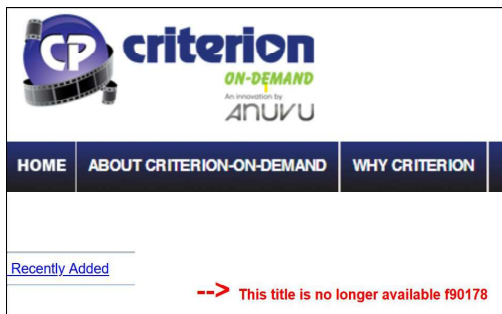 CP criterion
ON-DEMAND
An innovation by
ANUVU
HOME ABOUT CRITERION-ON-DEMAND WHY CRITERION
Recently Added
--> This title is no longer available f90178